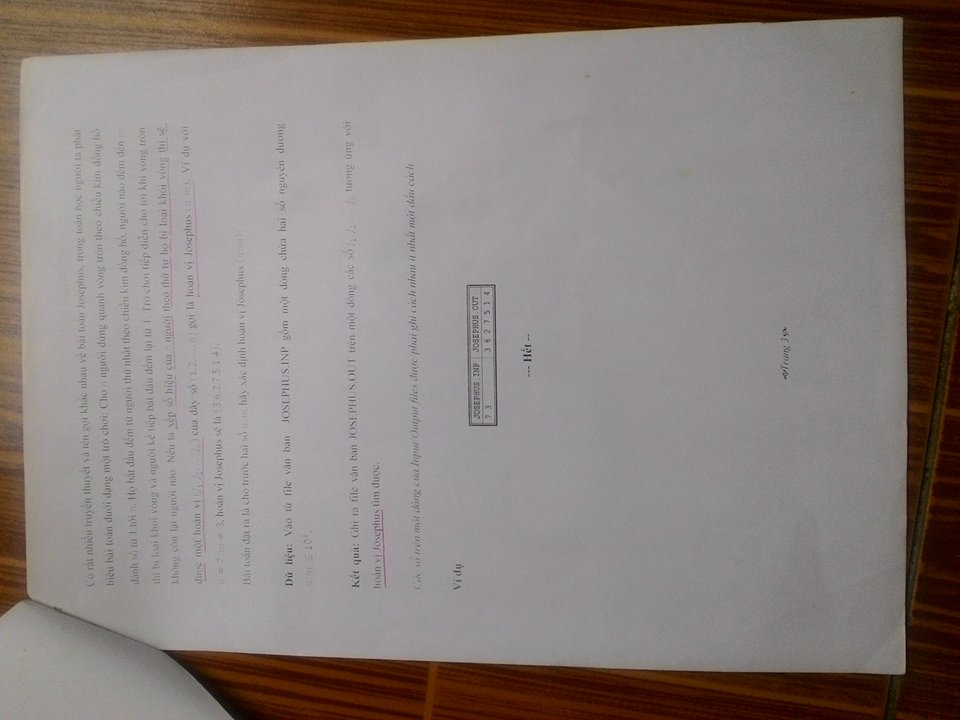 Có rất nhiều truyền thuyết và tên gọi khác nhau về bài toán Josephus, trong toán học người ta phát
biểu bài toán dưới dạng một trò chơi: Cho n người đứng quanh vòng tròn theo chiều kim đồng hồ
đánh số từ 1 tới n. Họ bắt đầu đếm từ người thứ nhất theo chiều kim đồng hồ, người nào đếm đến m
thì bị loại khỏi vòng và người kế tiếp bắt đầu đếm lại từ 1. Trò chơi tiếp diễn cho tới khi vòng tròn
không còn lại người nào. Nếu ta xếp số hiệu của n người theo thứ tự họ bị loại khỏi vòng thì sẽ
được một hoán vị (j₁, j₂, ..., jₙ) của dãy số (1,2, ..., n) gọi là hoán vị Josephus (n, m). Ví dụ với
n = 7, m = 3, hoán vị Josephus sẽ là (3,6,2,7,5,1,4).
Bài toán đặt ra là cho trước hai số n, m hãy xác định hoán vị Josephus (n, m):
Dữ liệu: Vào từ file văn bản JOSEPHUS.INP gồm một dòng chứa hai số nguyên dương
n, m ≤
Kết quả: Ghi ra file văn bản JOSEPHUS.OUT trên một dòng các số j₁, j₂, ..., jₙ tương ứng với
hoán vị Josephus tìm được.
Các số trên một dòng của Input/Output files được phải ghi cách nhau ít nhất một dấu cách
Ví dụ
JOSEPHUS.INP JOSEPHUS.OUT
7 3 3 6 2 7 5 1 4
--- Hết --
Trang 3